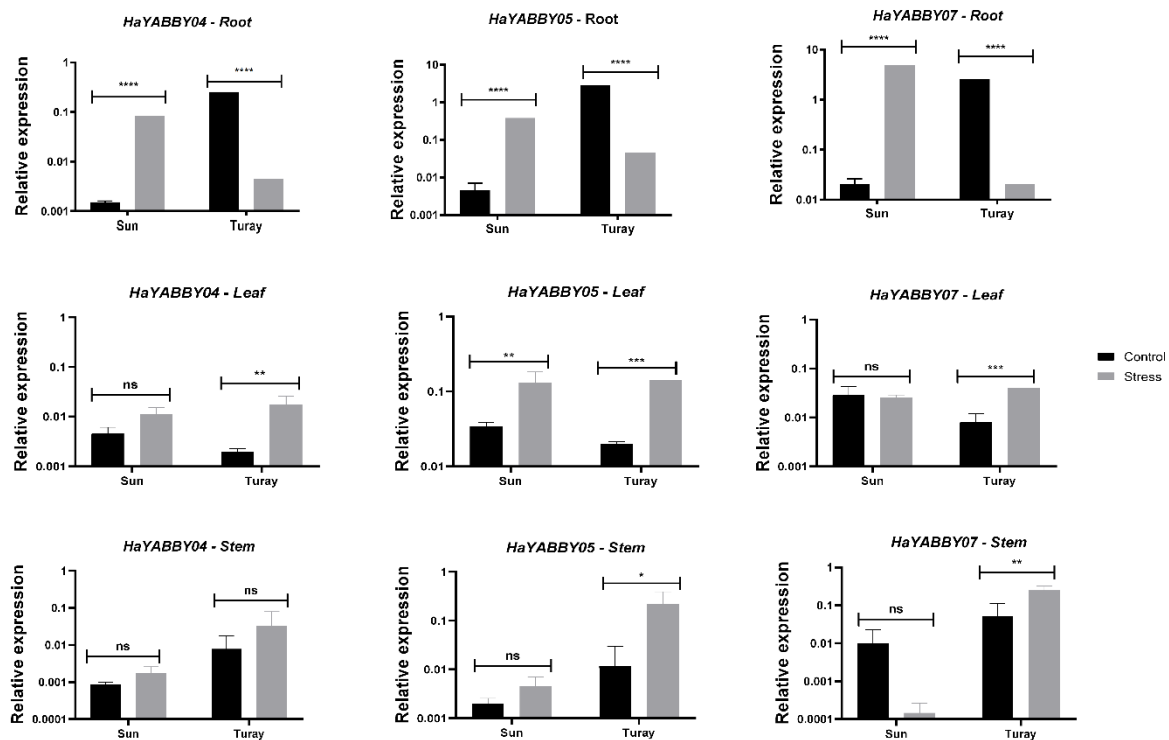 HaYABBY04 - Root
Relative expression
1
0.1
0.01
0.001
****
****
Sun
Turay
HaYABBY05 - Root
Relative expression
10
1
0.1
0.01
0.001
****
****
Sun
Turay
HaYABBY07 - Root
Relative expression
10
1
0.1
0.01
****
****
Sun
Turay
HaYABBY04 - Leaf
Relative expression
1
0.1
0.01
0.001
ns
**
Sun
Turay
HaYABBY05 - Leaf
Relative expression
1
0.1
0.01
**
***
Sun
Turay
HaYABBY07 - Leaf
Relative expression
1
0.1
0.01
0.001
ns
***
Sun
Turay
Control
Stress
HaYABBY04 - Stem
Relative expression
1
0.1
0.01
0.001
0.0001
ns
ns
Sun
Turay
HaYABBY05 - Stem
Relative expression
1
0.1
0.01
0.001
ns
*
Sun
Turay
HaYABBY07 - Stem
Relative expression
1
0.1
0.01
0.001
0.0001
ns
**
Sun
Turay